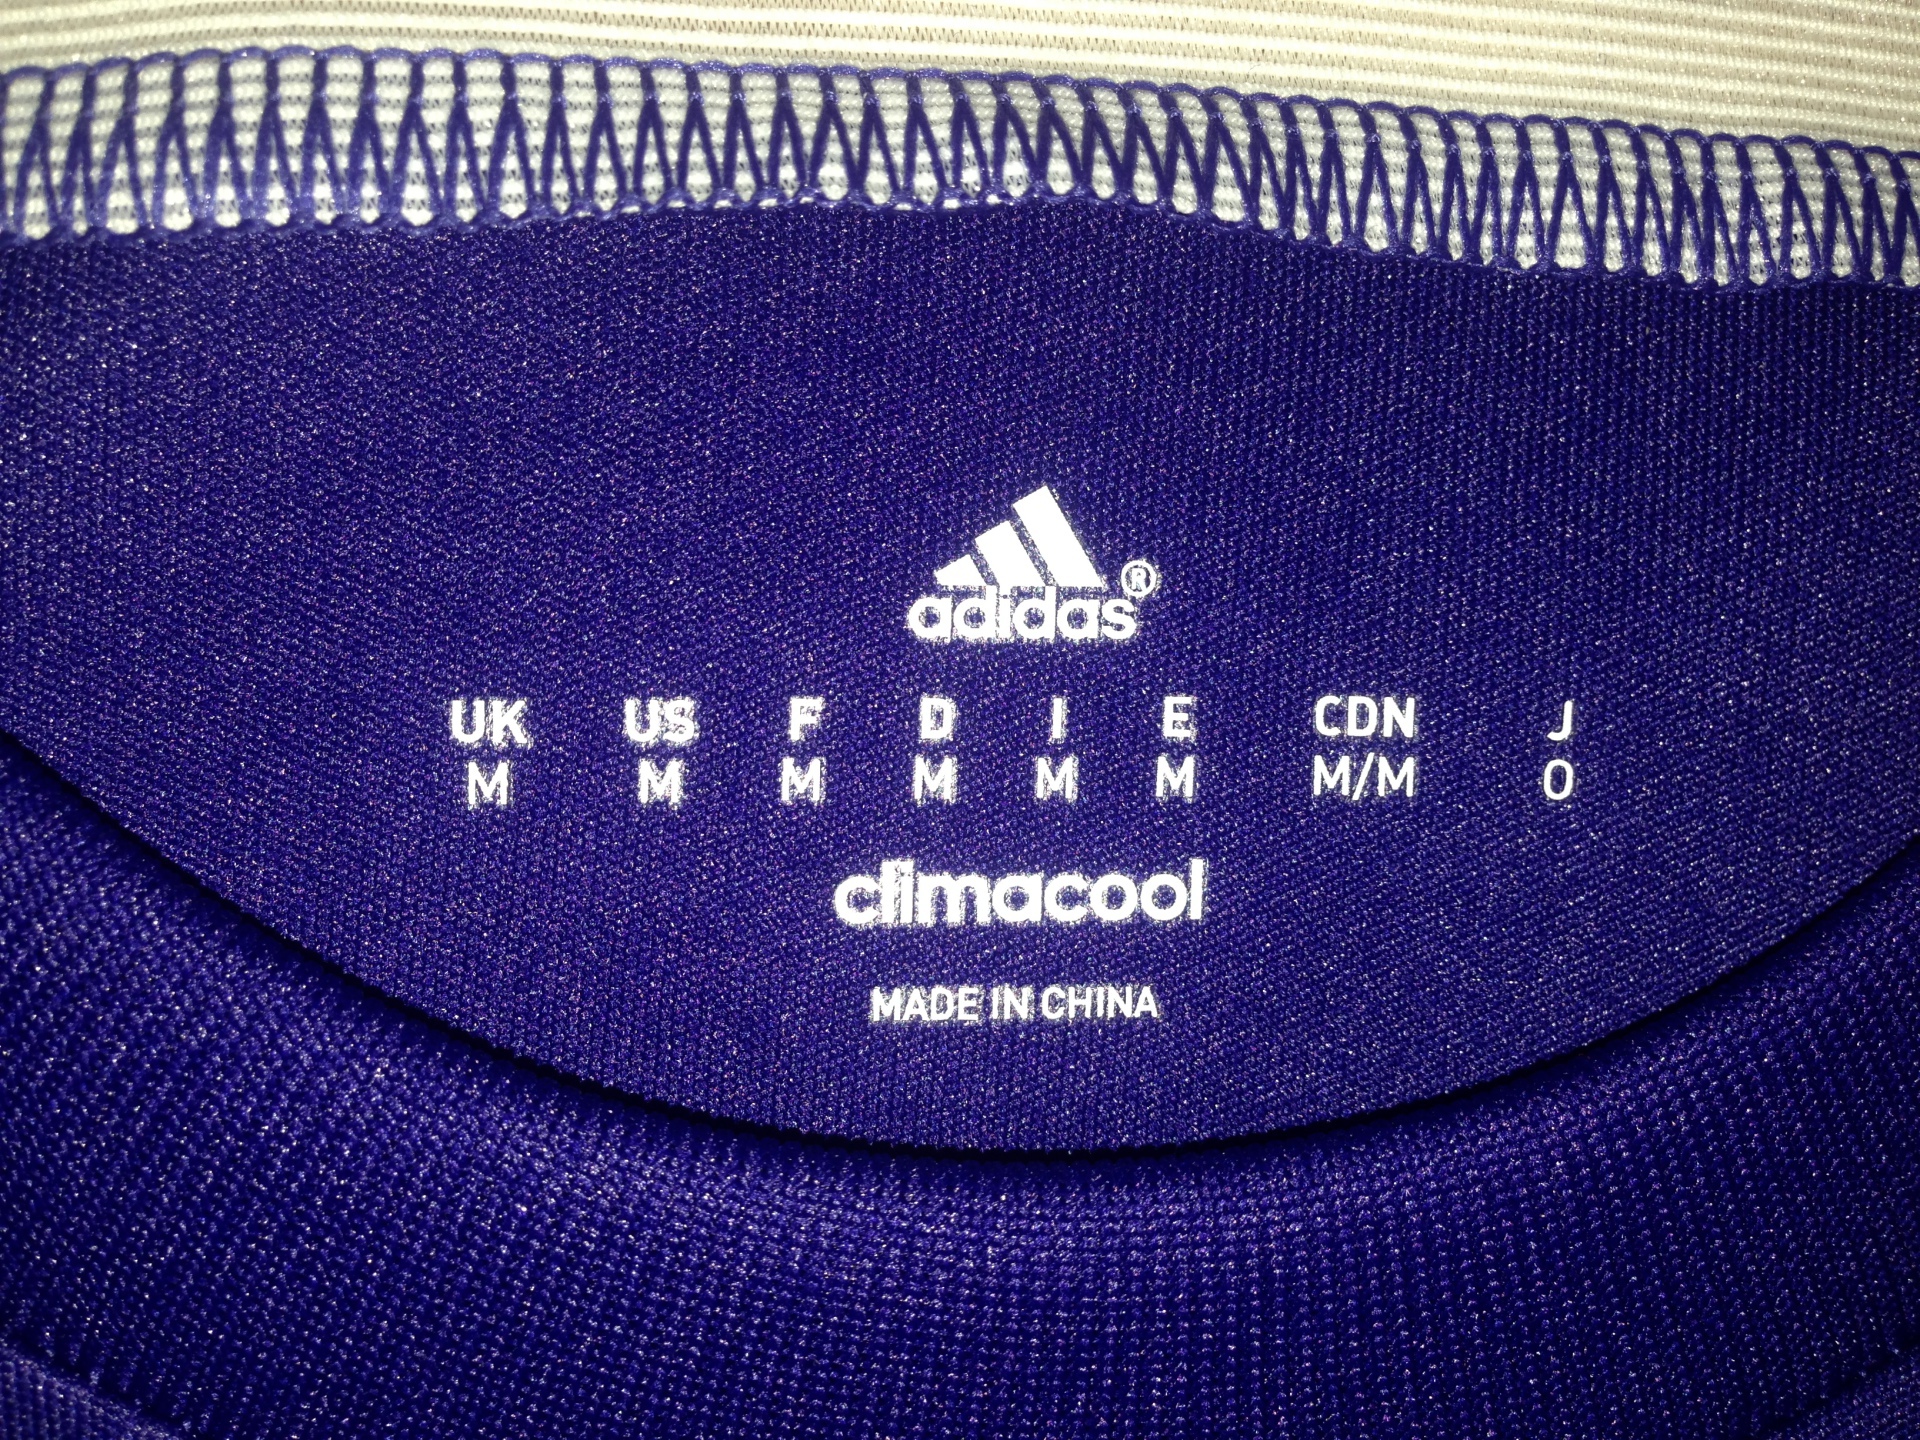 adidas®
UK US F D I E CDN J
M M M M M M M/M O
climacool
MADE IN CHINA